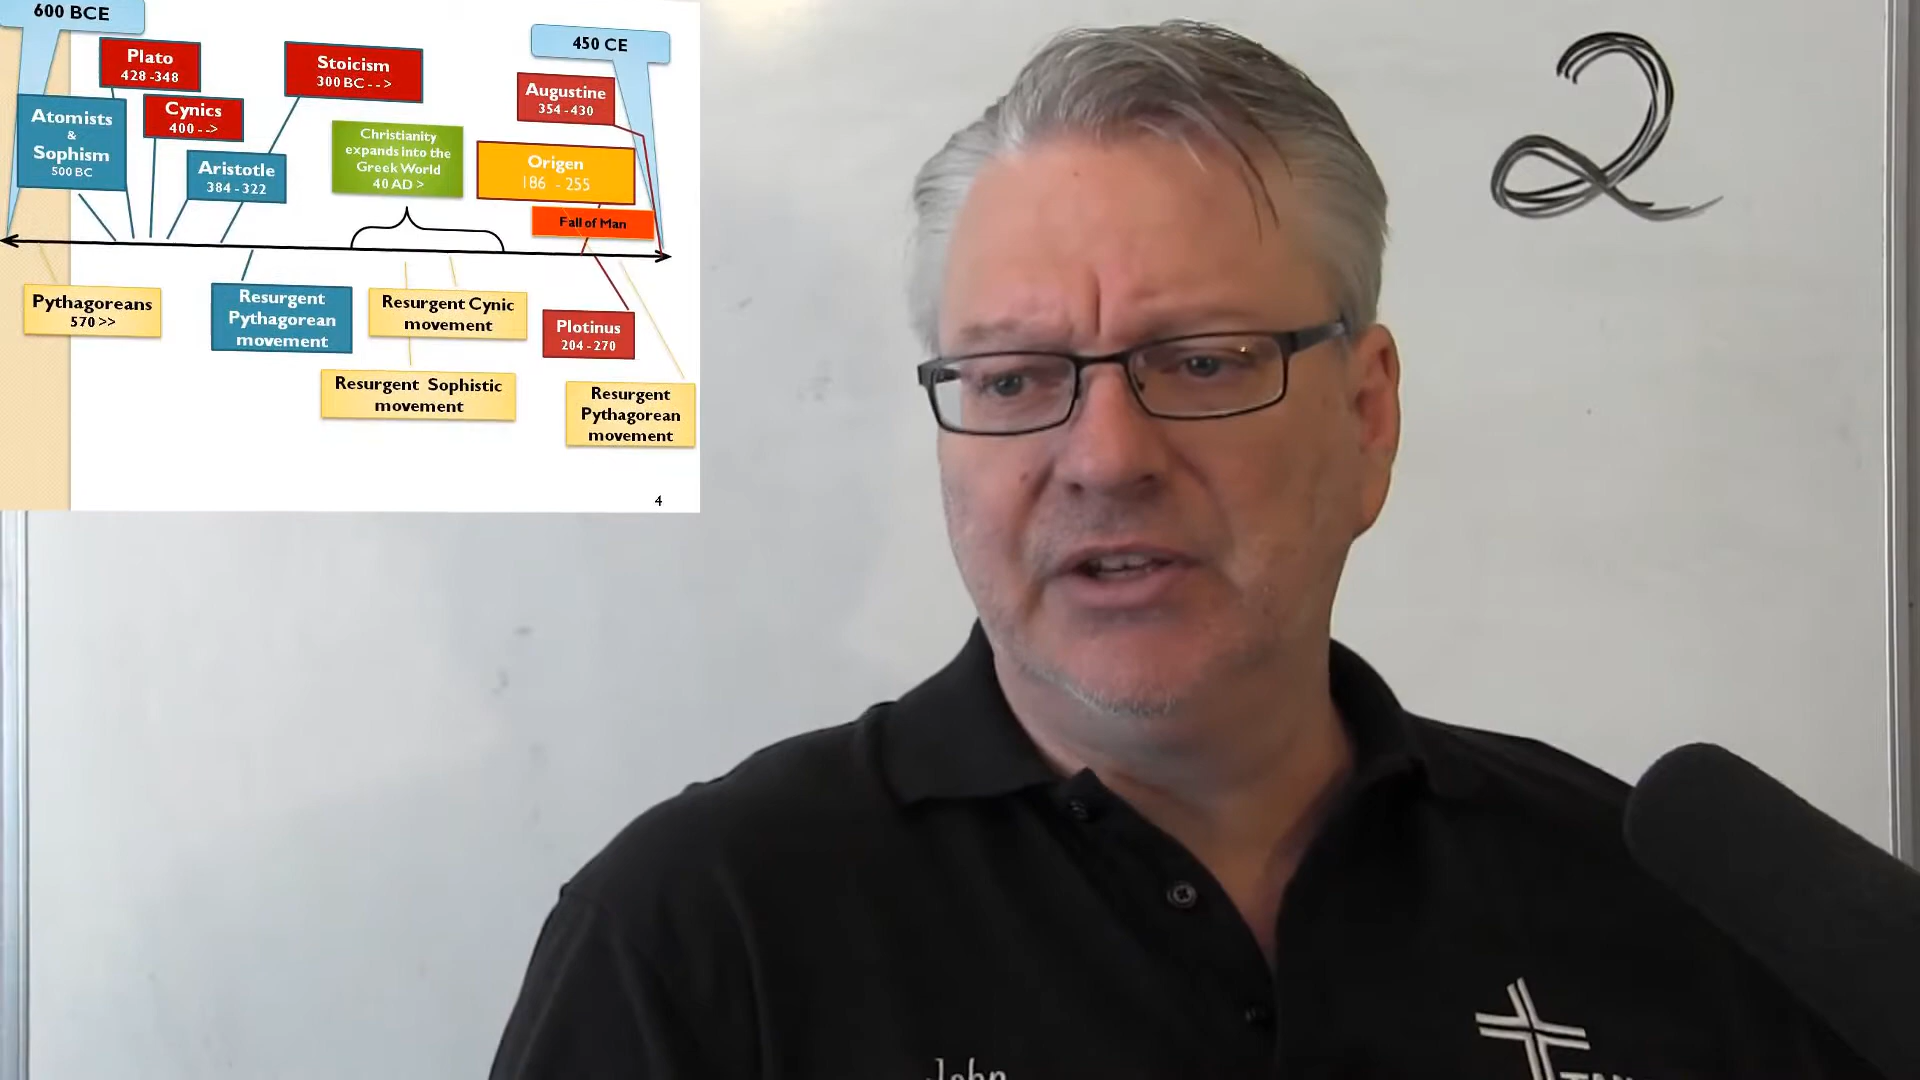 600 BCE
Plato
428 -348
Stoicism
300 BC - - >
450 CE
Augustine
354 - 430
Atomists
&
Sophism
500 BC
Cynics
400 - ->
Aristotle
384 - 322
Christianity
expands into the
Greek World
40 AD >
Origen
186 - 255
Fall of Man
Pythagoreans
570 >>
Resurgent
Pythagorean
movement
Resurgent Cynic
movement
Plotinus
204 - 270
Resurgent Sophistic
movement
Resurgent
Pythagorean
movement
4
2
John